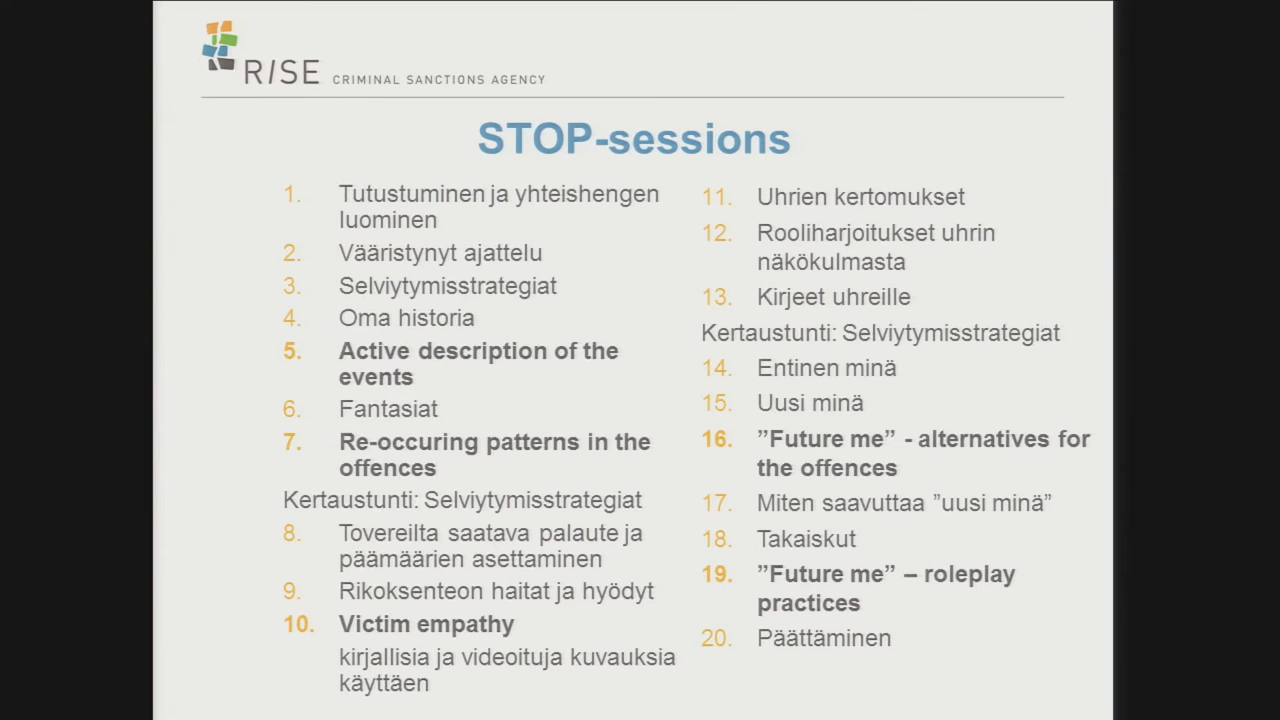 RISE CRIMINAL SANCTIONS AGENCY
STOP-sessions
1. Tutustuminen ja yhteishengen
luominen
2. Vääristynyt ajattelu
3. Selviytymisstrategiat
4. Oma historia
5. Active description of the
events
6. Fantasiat
7. Re-occuring patterns in the
offences
Kertaustunti: Selviytymisstrategiat
8. Tovereilta saatava palaute ja
päämäärien asettaminen
9. Rikoksenteon haitat ja hyödyt
10. Victim empathy
kirjallisia ja videoituja kuvauksia
käyttäen
11. Uhrien kertomukset
12. Rooliharjoitukset uhrin
näkökulmasta
13. Kirjeet uhreille
Kertaustunti: Selviytymisstrategiat
14. Entinen minä
15. Uusi minä
16. ”Future me” - alternatives for
the offences
17. Miten saavuttaa ”uusi minä”
18. Takaiskut
19. ”Future me” – roleplay
practices
20. Päättäminen